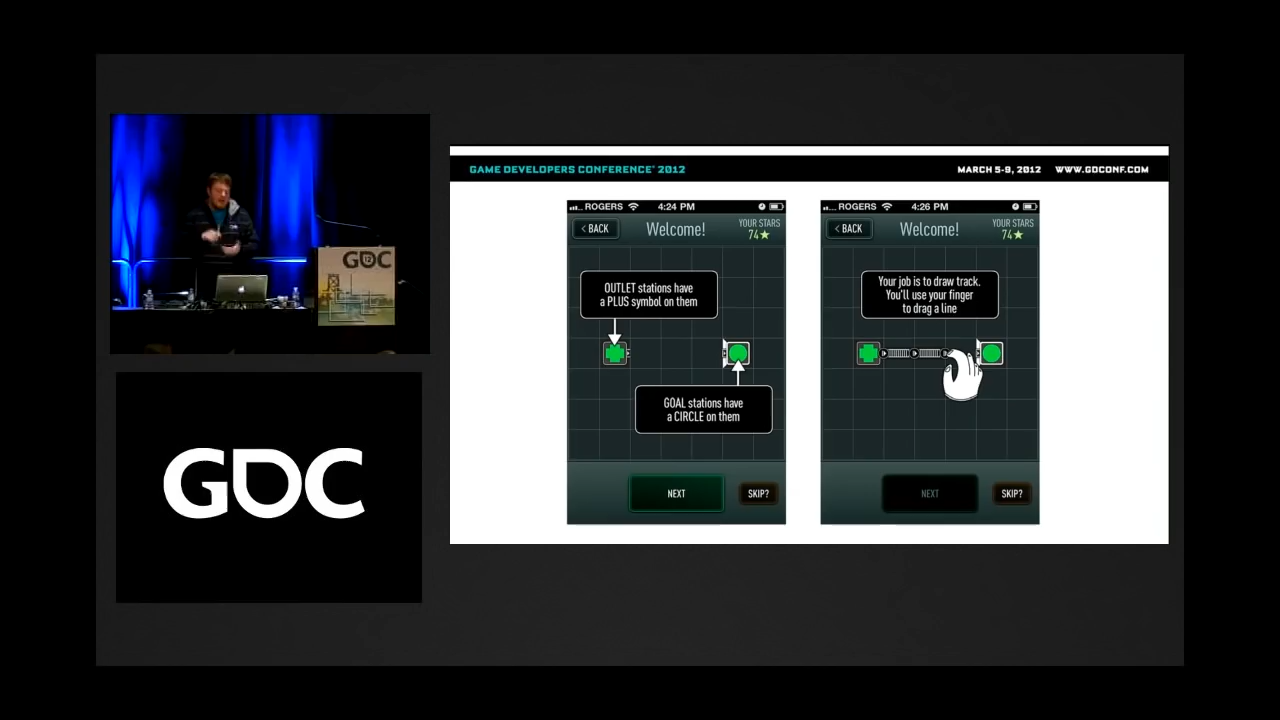 GDC
12
GDC
GAME DEVELOPERS CONFERENCE™ 2012
MARCH 5-9, 2012 WWW.GDCONF.COM
ROGERS 4:24 PM
< BACK Welcome! YOUR STARS
74★
OUTLET stations have
a PLUS symbol on them
GOAL stations have
a CIRCLE on them
NEXT SKIP?
ROGERS 4:26 PM
< BACK Welcome! YOUR STARS
74★
Your job is to draw track.
You'll use your finger
to drag a line
NEXT SKIP?